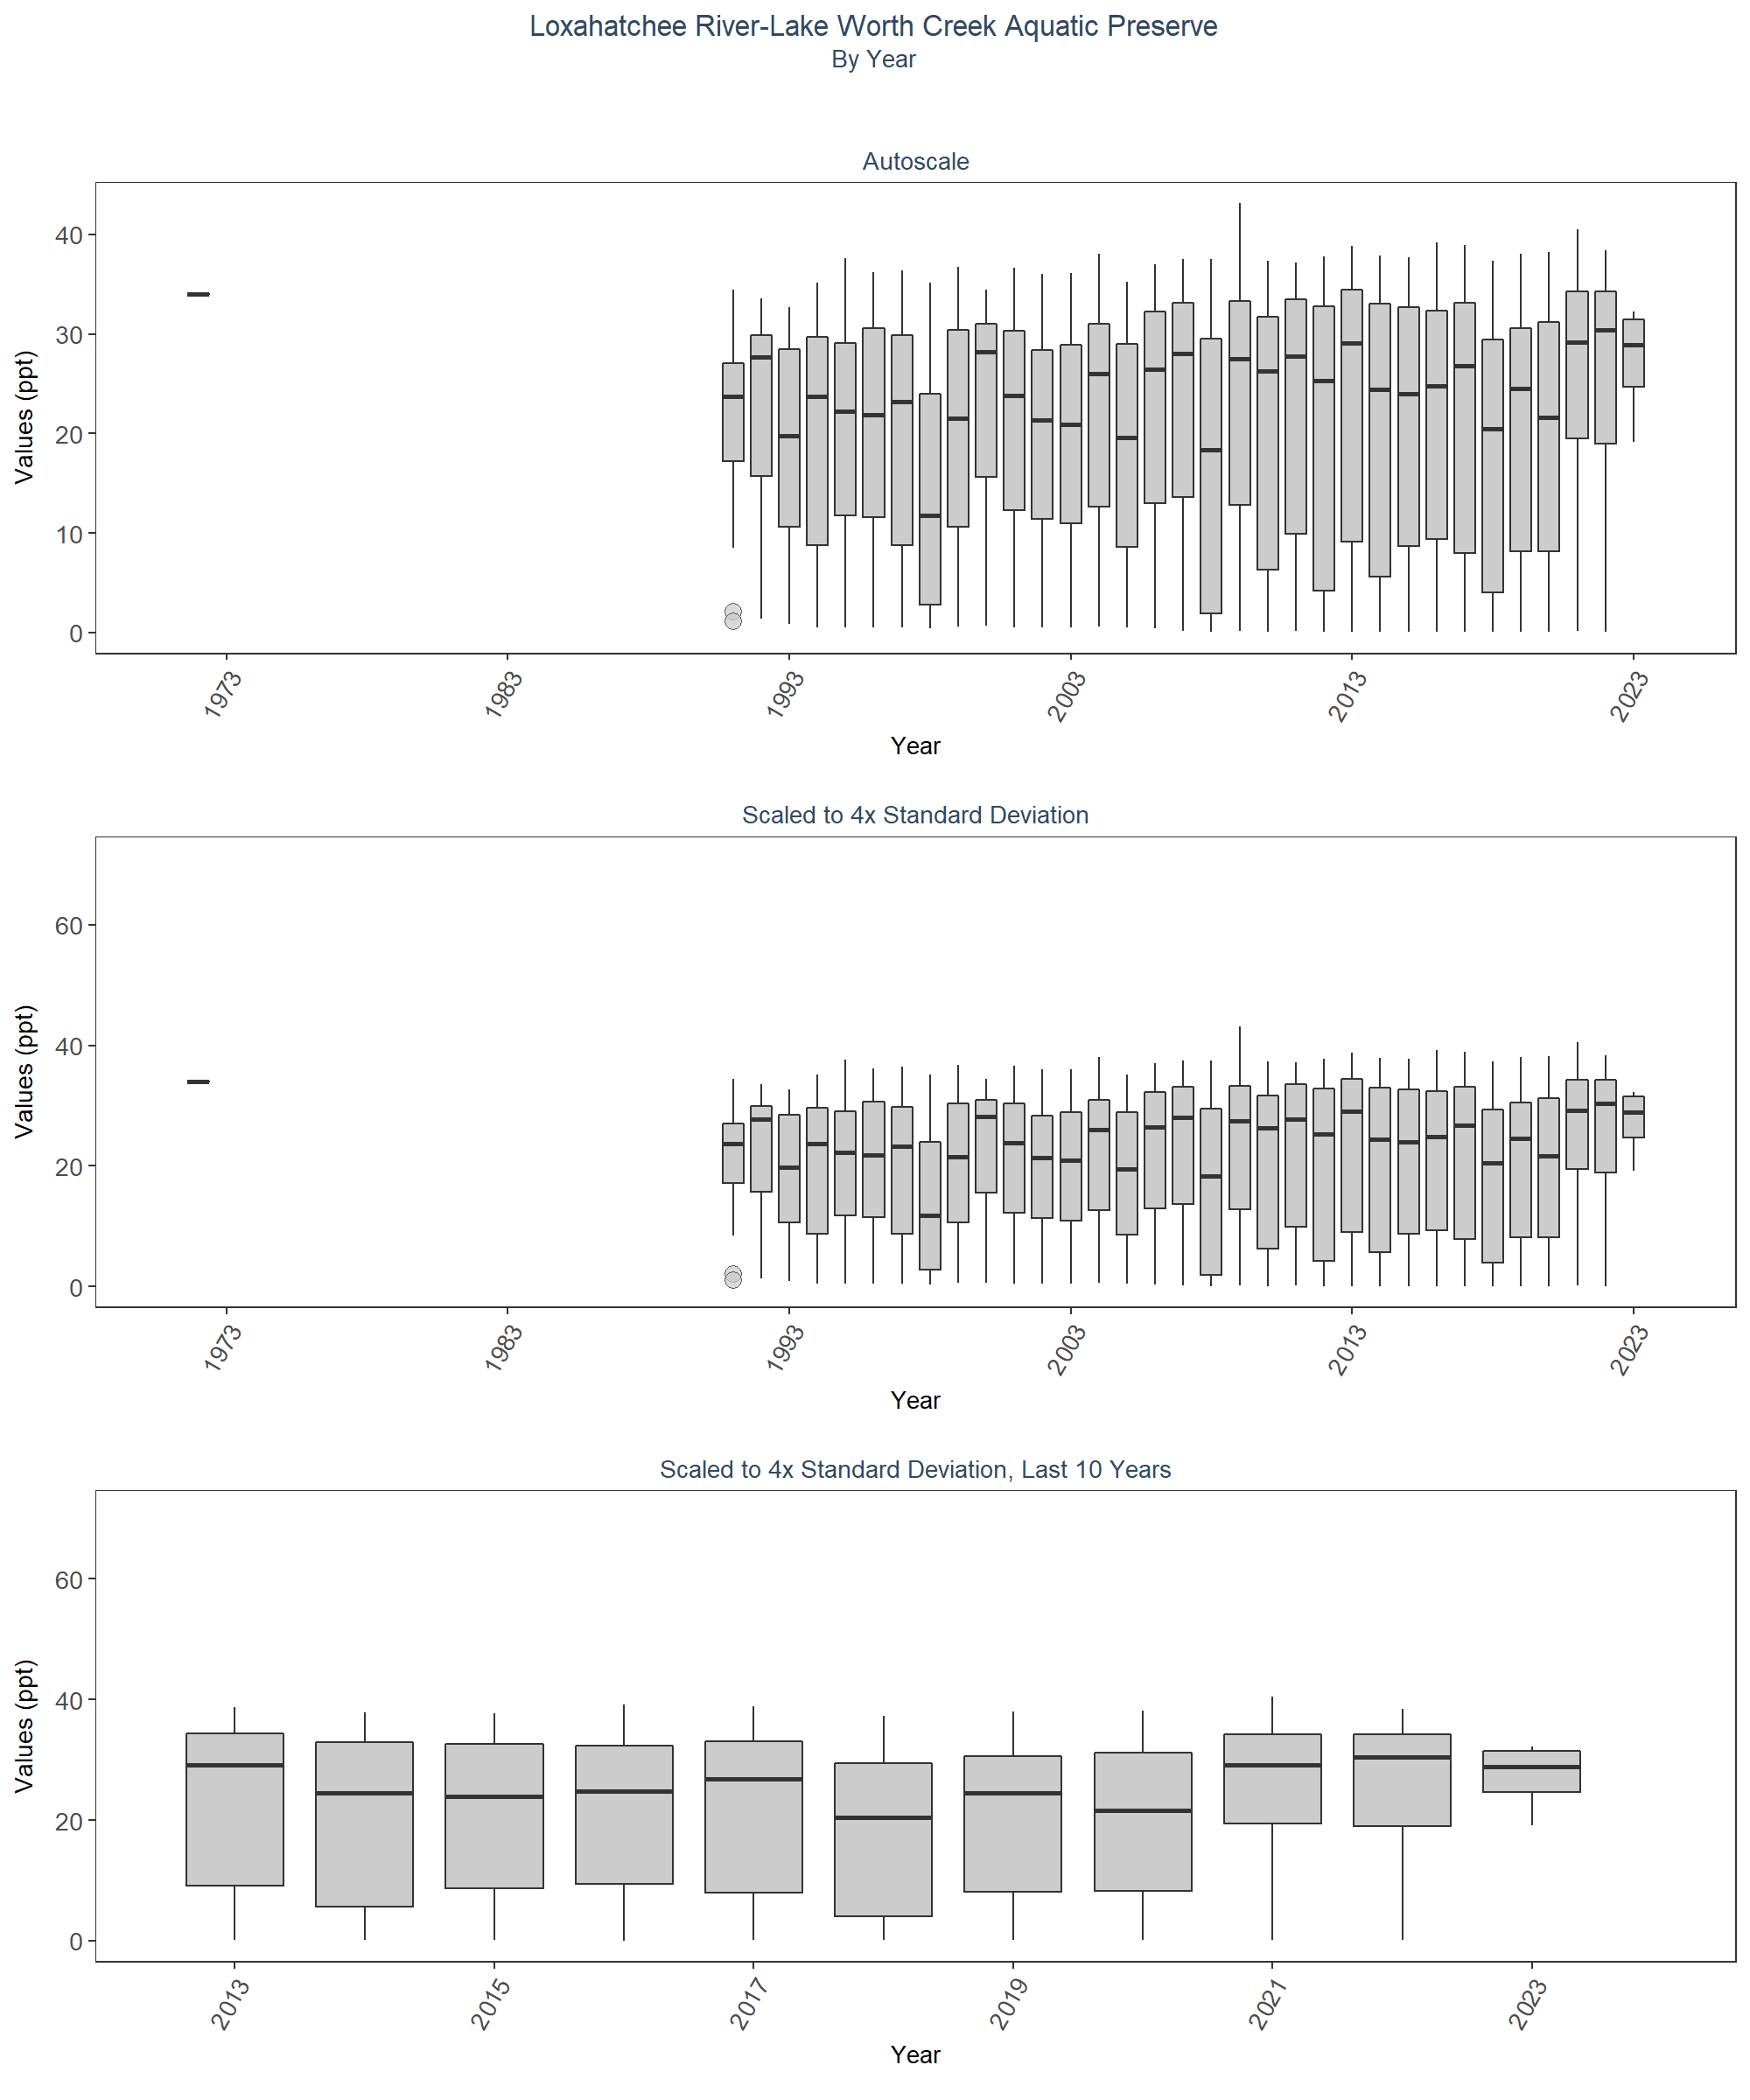 Loxahatchee River-Lake Worth Creek Aquatic Preserve
By Year
Autoscale
Values (ppt)
40
30
20
10
0
1973
1983
1993
2003
2013
2023
Year
Scaled to 4x Standard Deviation
Values (ppt)
60
40
20
0
1973
1983
1993
2003
2013
2023
Year
Scaled to 4x Standard Deviation, Last 10 Years
Values (ppt)
60
40
20
0
2013
2015
2017
2019
2021
2023
Year